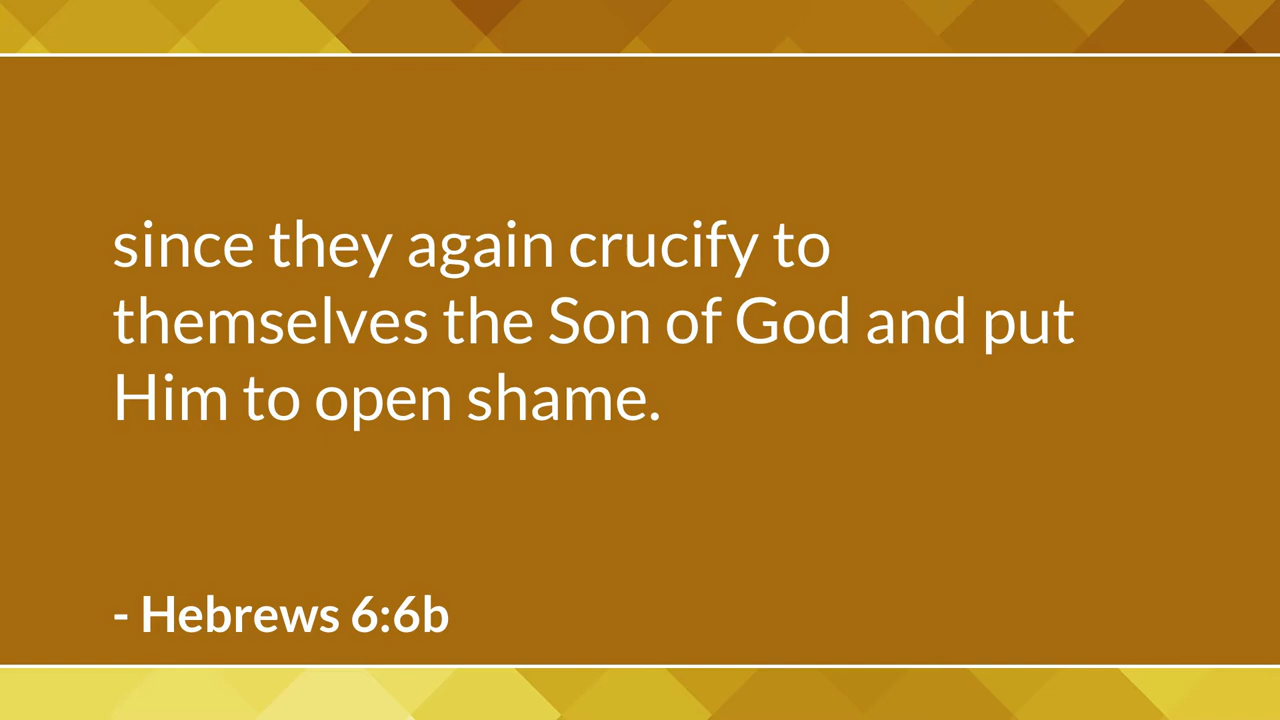 since they again crucify to
themselves the Son of God and put
Him to open shame.
- Hebrews 6:6b